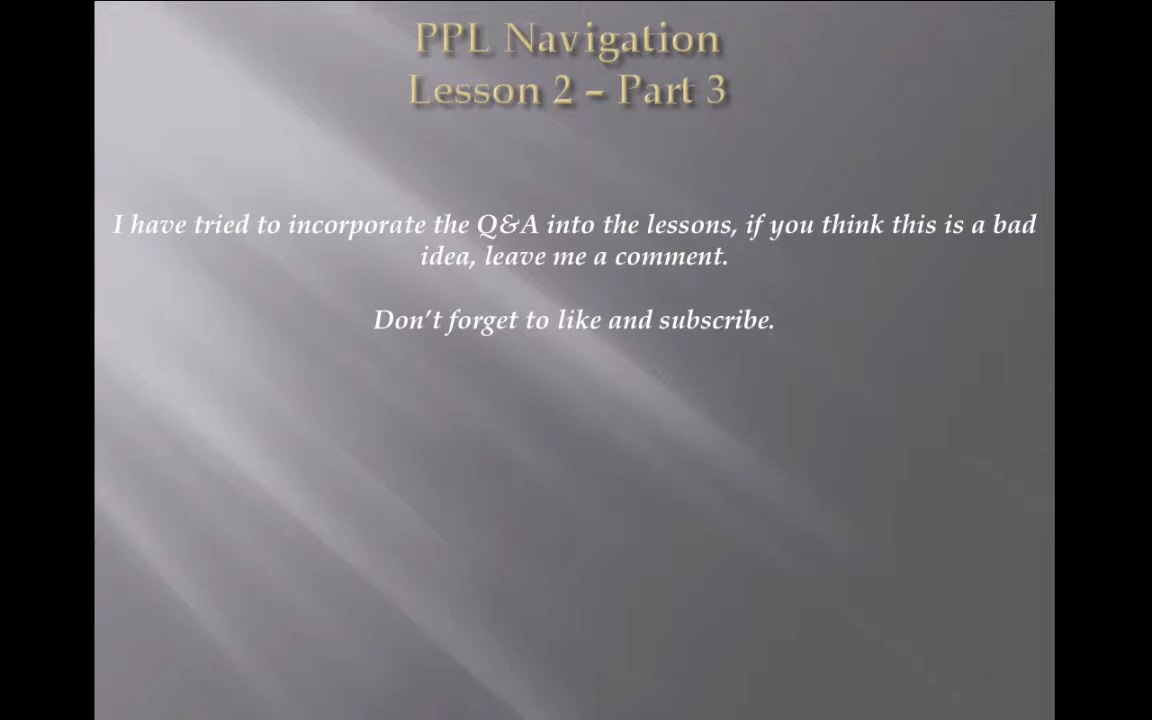 PPL Navigation
Lesson 2 – Part 3
I have tried to incorporate the Q&A into the lessons, if you think this is a bad
idea, leave me a comment.
Don’t forget to like and subscribe.